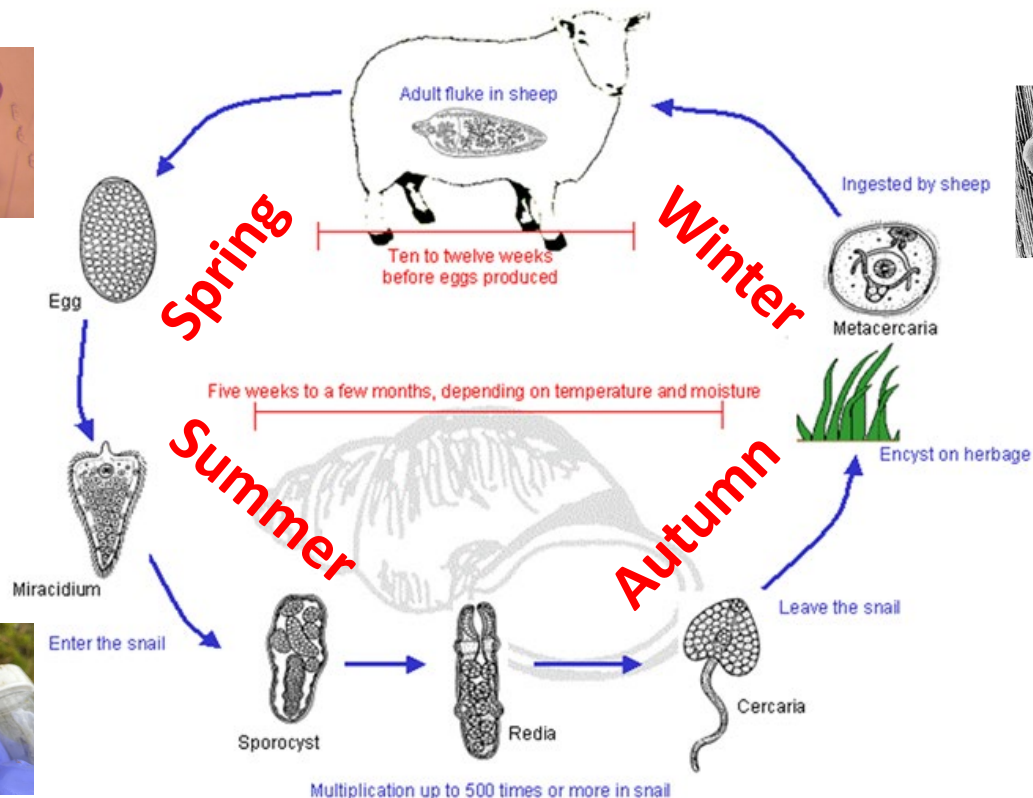 Adult fluke in sheep
Ingested by sheep
Spring
Winter
Ten to twelve weeks
before eggs produced
Egg
Metacercaria
Five weeks to a few months, depending on temperature and moisture
Summer
Autumn
Encyst on herbage
Miracidium
Leave the snail
Enter the snail
Cercaria
Redia
Sporocyst
Multiplication up to 500 times or more in snail